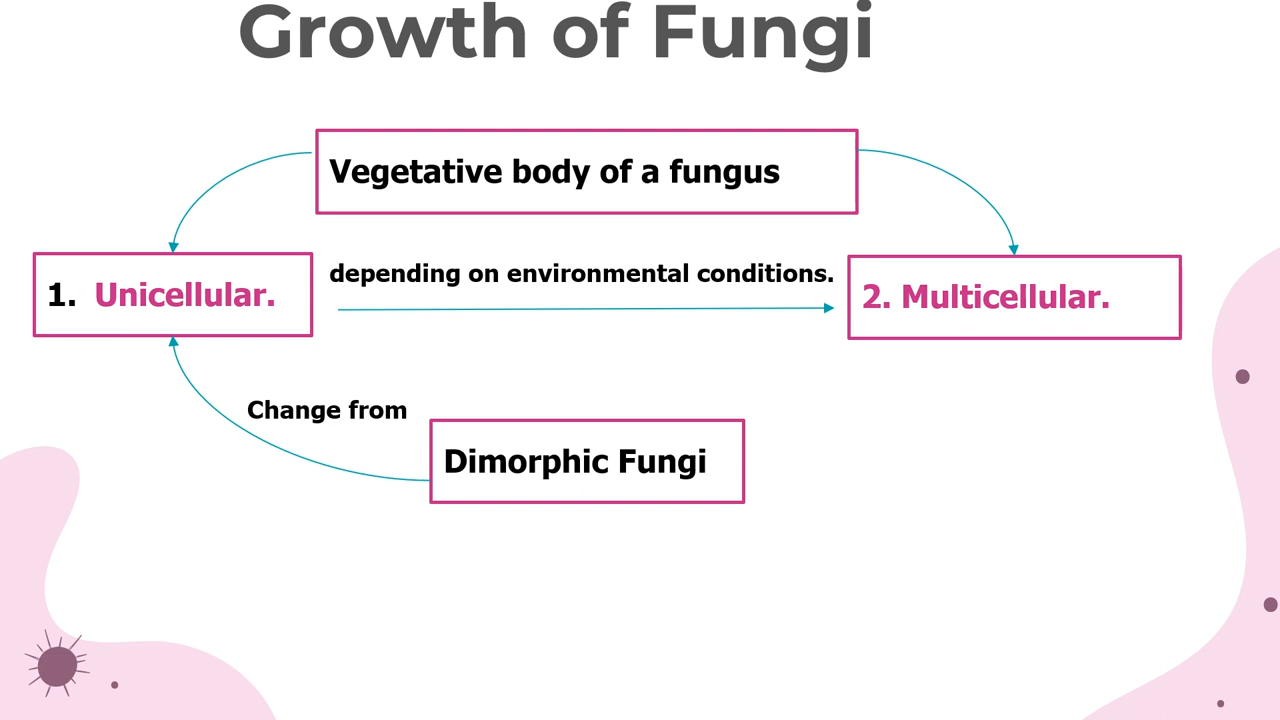 Growth of Fungi
Vegetative body of a fungus
1. Unicellular.
depending on environmental conditions.
2. Multicellular.
Change from
Dimorphic Fungi